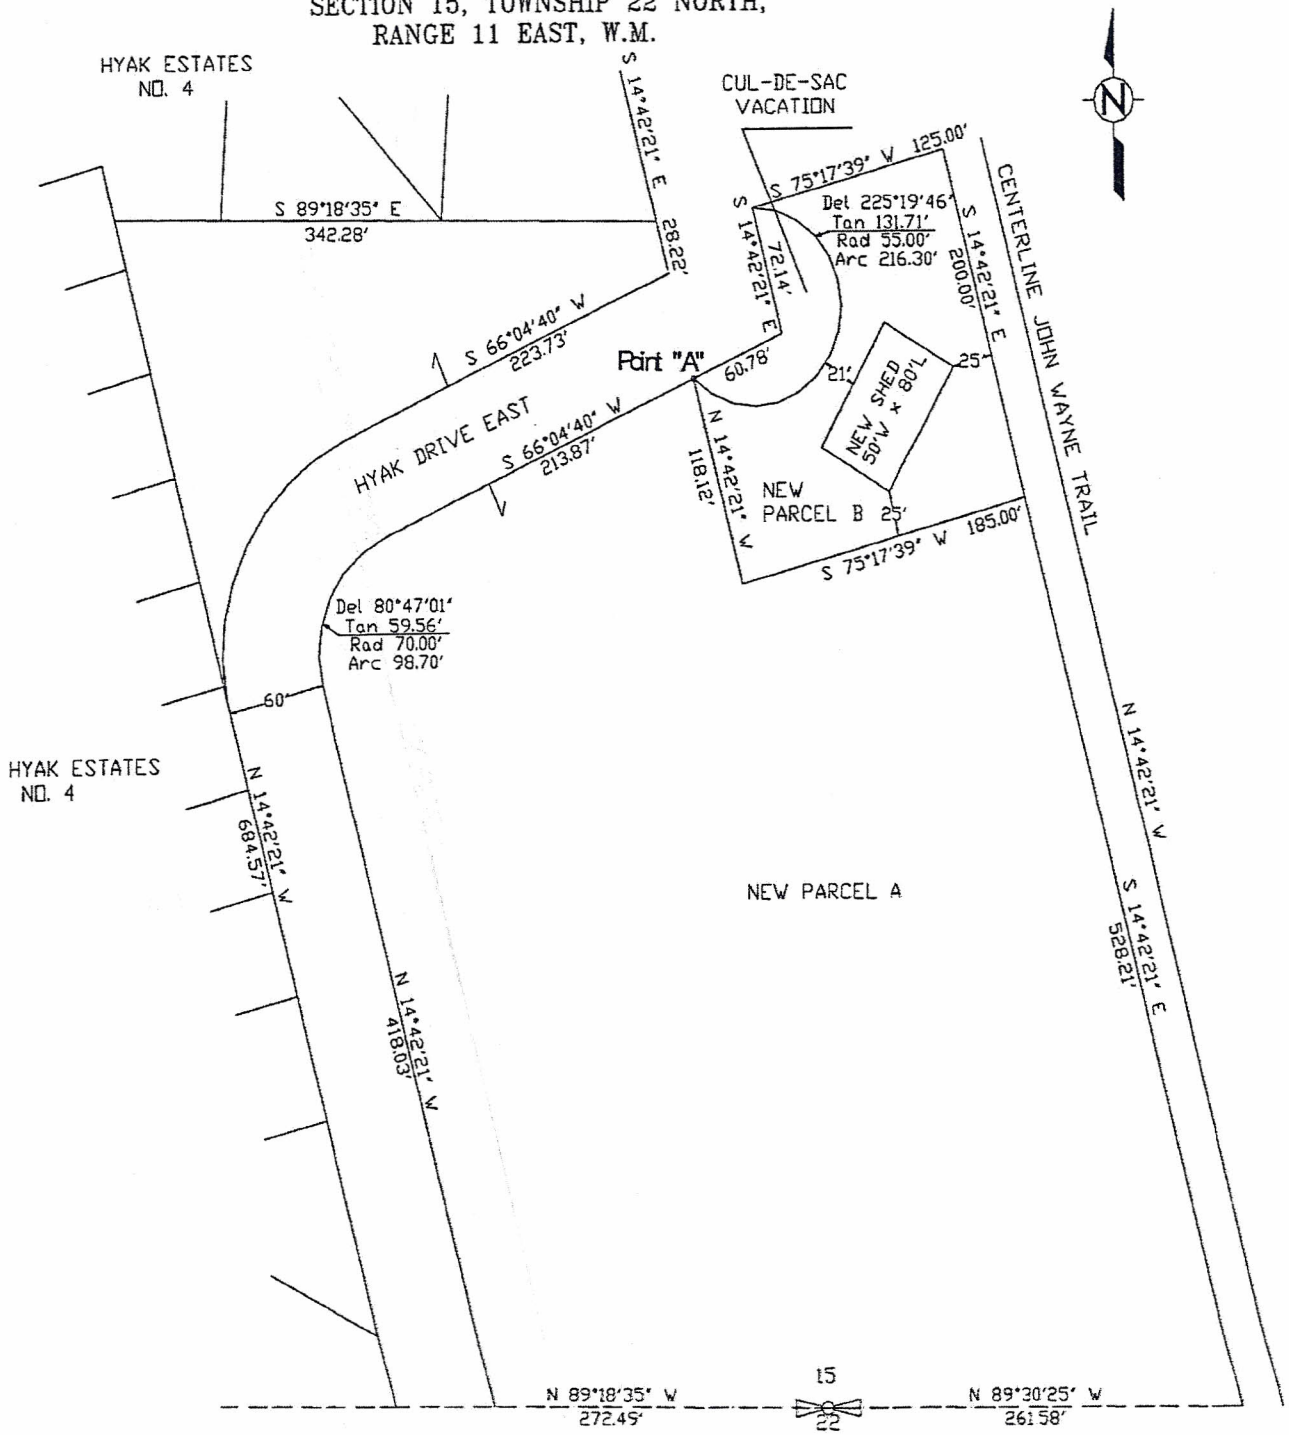 SECTION 15, TOWNSHIP 22 NORTH,
RANGE 11 EAST, W.M.
HYAK ESTATES
NO. 4
CUL-DE-SAC
VACATION
N
S 14°42'21" E
28.22'
S 75°17'39" W 125.00'
S 89°18'35" E
342.28'
Del 225°19'46"
Tan 131.71'
Rad 55.00'
Arc 216.30'
S 14°42'21" E
72.14'
S 14°42'21" E
200.00'
CENTERLINE JOHN WAYNE TRAIL
S 66°04'40" W
223.73'
Point "A"
60.78'
21'
25'
NEW SHED
50'W x 80'L
HYAK DRIVE EAST
S 66°04'40" W
213.87'
N 14°42'21" W
118.12'
NEW
PARCEL B
25'
S 75°17'39" W 185.00'
Del 80°47'01"
Tan 59.56'
Rad 70.00'
Arc 98.70'
60'
HYAK ESTATES
NO. 4
N 14°42'21" W
684.57'
N 14°42'21" W
NEW PARCEL A
S 14°42'21" E
528.21'
N 14°42'21" W
418.03'
15
N 89°18'35" W
272.49'
22
N 89°30'25" W
261.58'